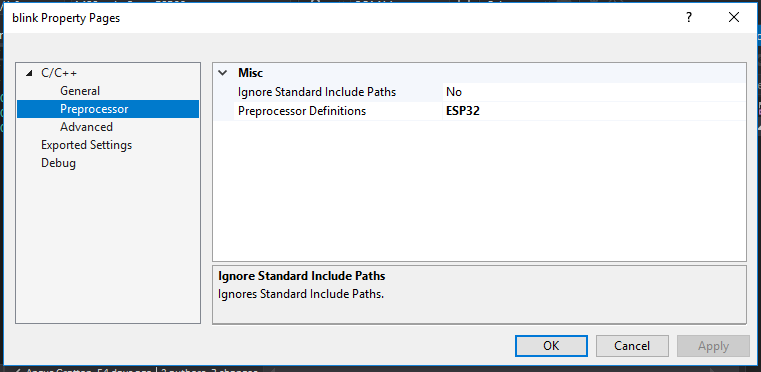 blink Property Pages
?
C/C++
General
Preprocessor
Advanced
Exported Settings
Debug
Misc
Ignore Standard Include Paths No
Preprocessor Definitions ESP32
Ignore Standard Include Paths
Ignores Standard Include Paths.
OK Cancel Apply